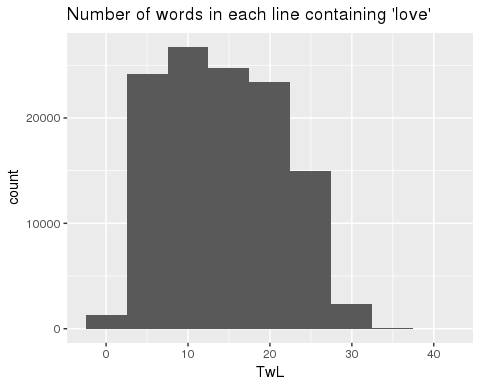 Number of words in each line containing 'love'
count
20000
10000
0
0 10 20 30 40
TwL